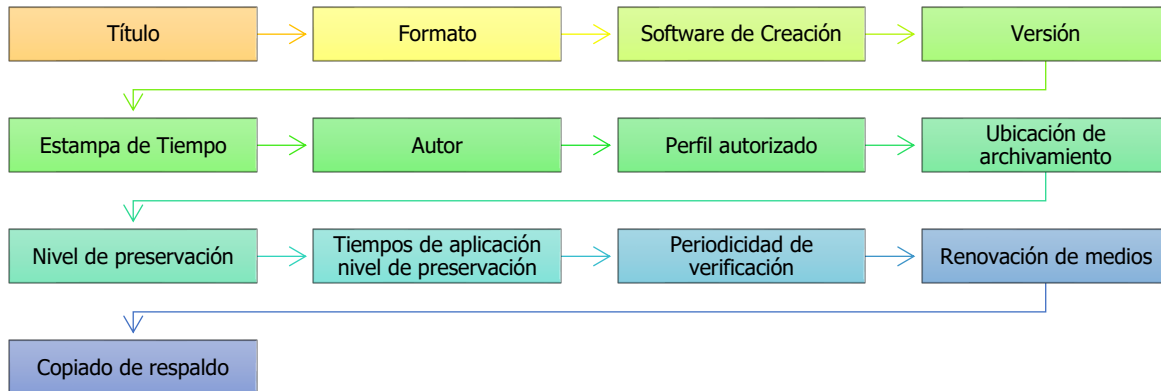 Título
Formato
Software de Creación
Versión
Estampa de Tiempo
Autor
Perfil autorizado
Ubicación de
archivamiento
Nivel de preservación
Tiempos de aplicación
nivel de preservación
Periodicidad de
verificación
Renovación de medios
Copiado de respaldo